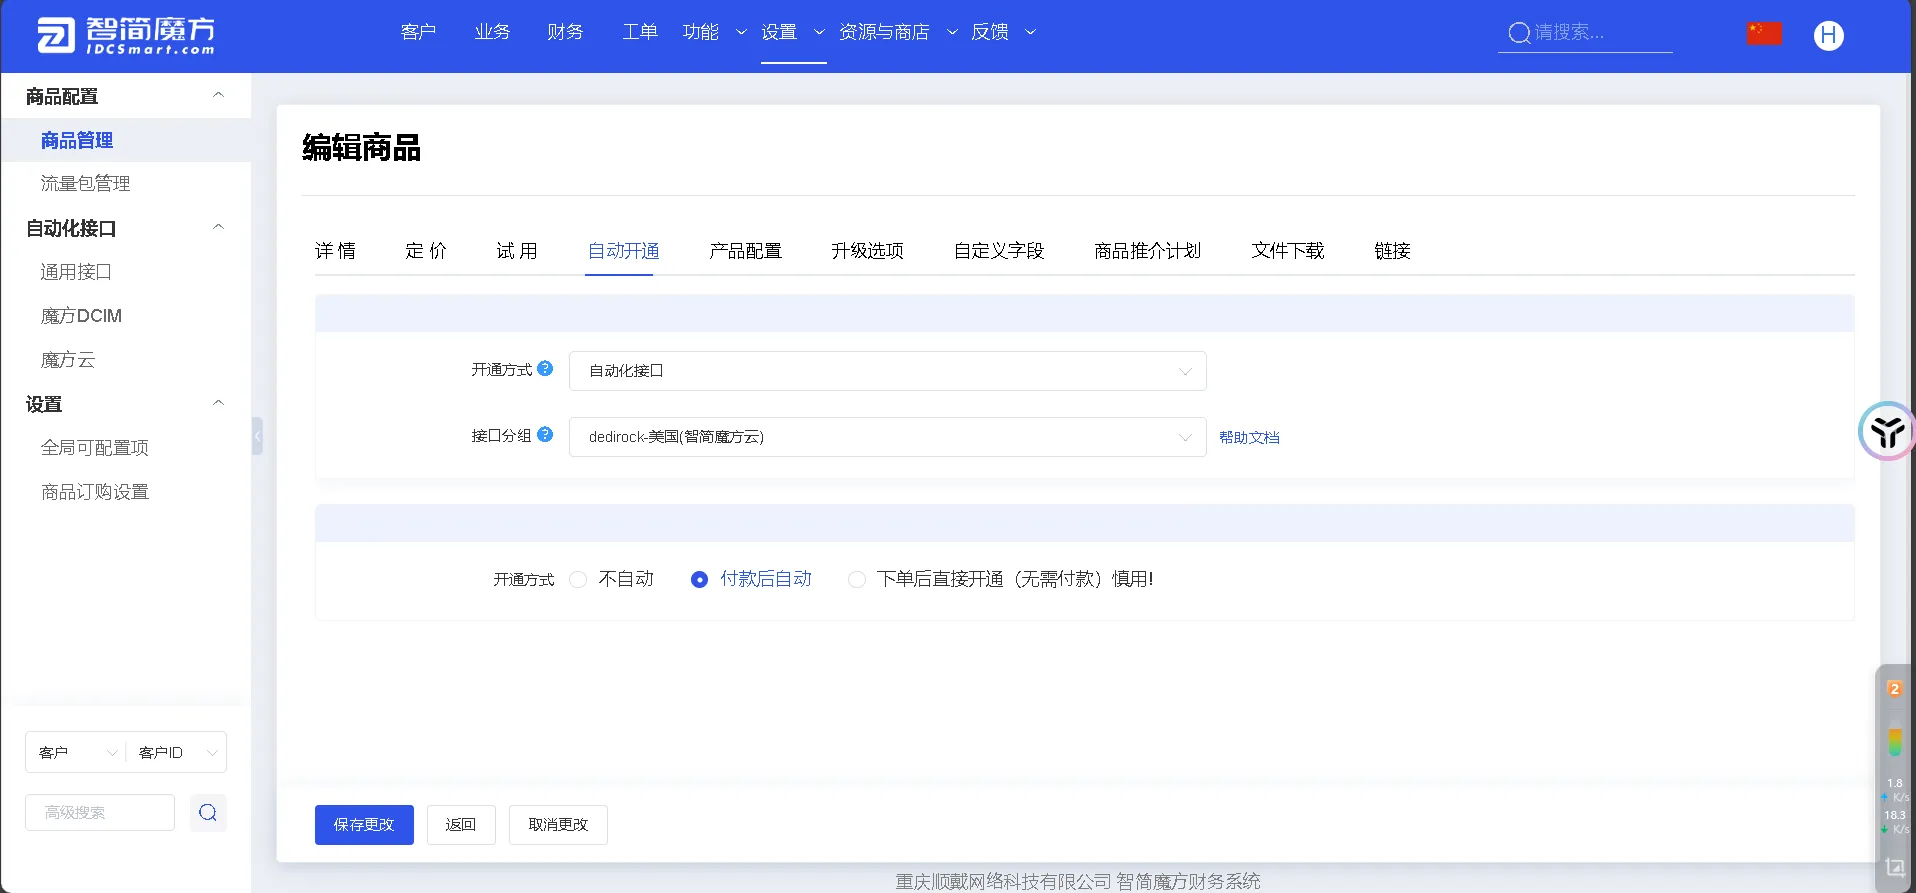 智简魔方
IDCSmart.com
客户 业务 财务 工单 功能 设置 资源与商店 反馈
请搜索...
H
商品配置
商品管理
流量包管理
自动化接口
通用接口
魔方DCIM
魔方云
设置
全局可配置项
商品订购设置
客户 客户ID
高级搜索
编辑商品
详 情 定 价 试 用 自动开通 产品配置 升级选项 自定义字段 商品推介计划 文件下载 链接
开通方式 ? 自动化接口
接口分组 ? dedirock-美国(智简魔方云) 帮助文档
开通方式 不自动 付款后自动 下单后直接开通（无需付款）慎用!
保存更改 返回 取消更改
重庆顺戴网络科技有限公司 智简魔方财务系统
2
1.8
K/s
18.3
K/s